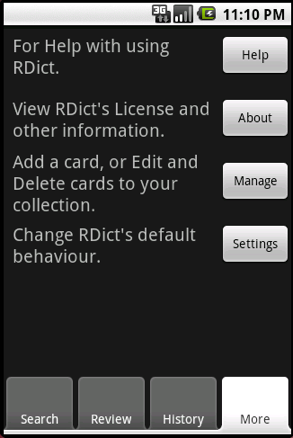 3G 11:10 PM
For Help with using
RDict.
Help
View RDict's License and
other information.
About
Add a card, or Edit and
Delete cards to your
collection.
Manage
Change RDict's default
behaviour.
Settings
Search Review History More